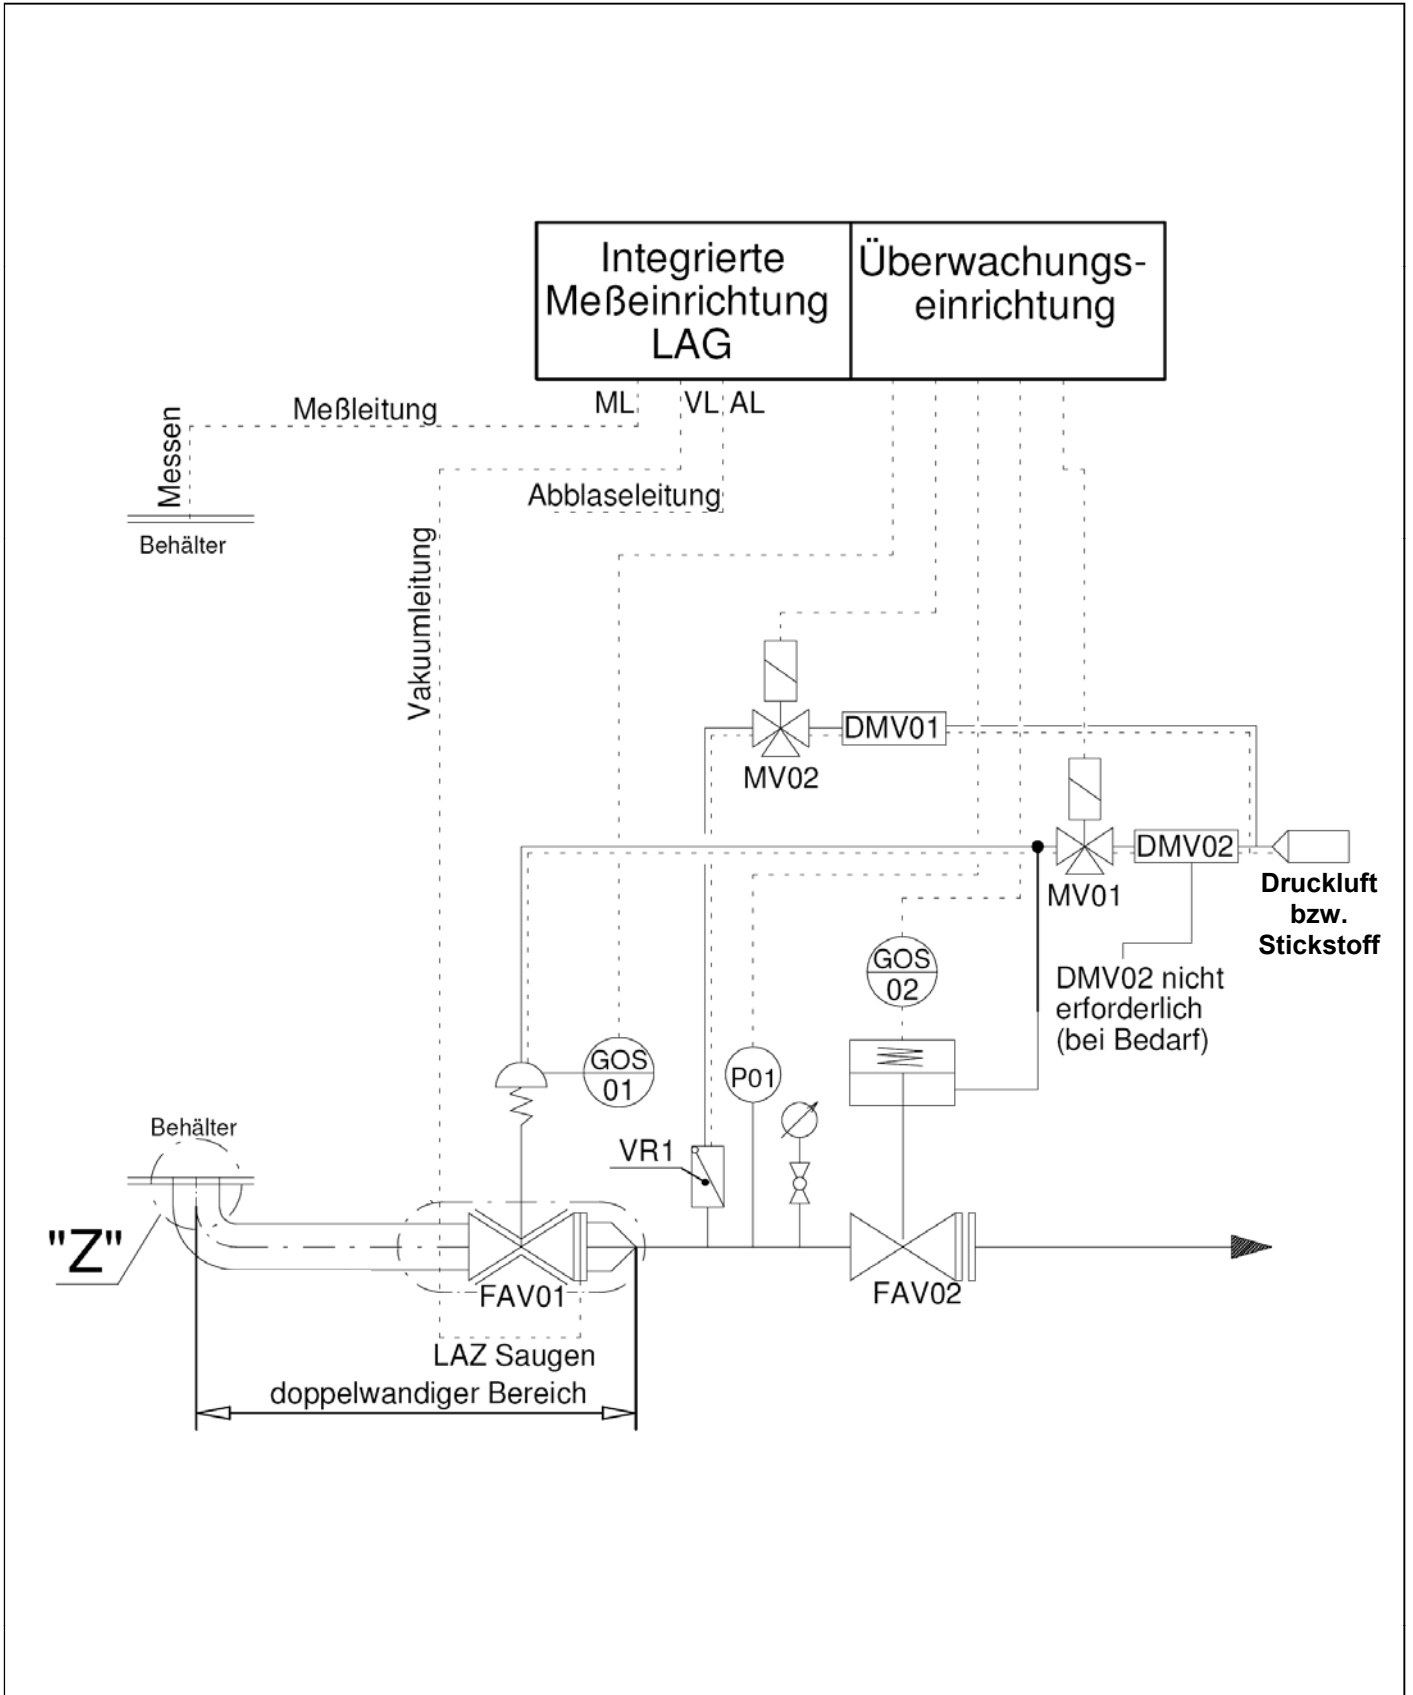 Integrierte
Meßeinrichtung
LAG
Überwachungs-
einrichtung
ML
VL
AL
Meßleitung
Messen
Behälter
Abblaseleitung
Vakuumleitung
MV02
DMV01
DMV02
MV01
Druckluft
bzw.
Stickstoff
GOS
02
DMV02 nicht
erforderlich
(bei Bedarf)
GOS
01
P01
Behälter
VR1
"Z"
FAV01
FAV02
LAZ Saugen
doppelwandiger Bereich